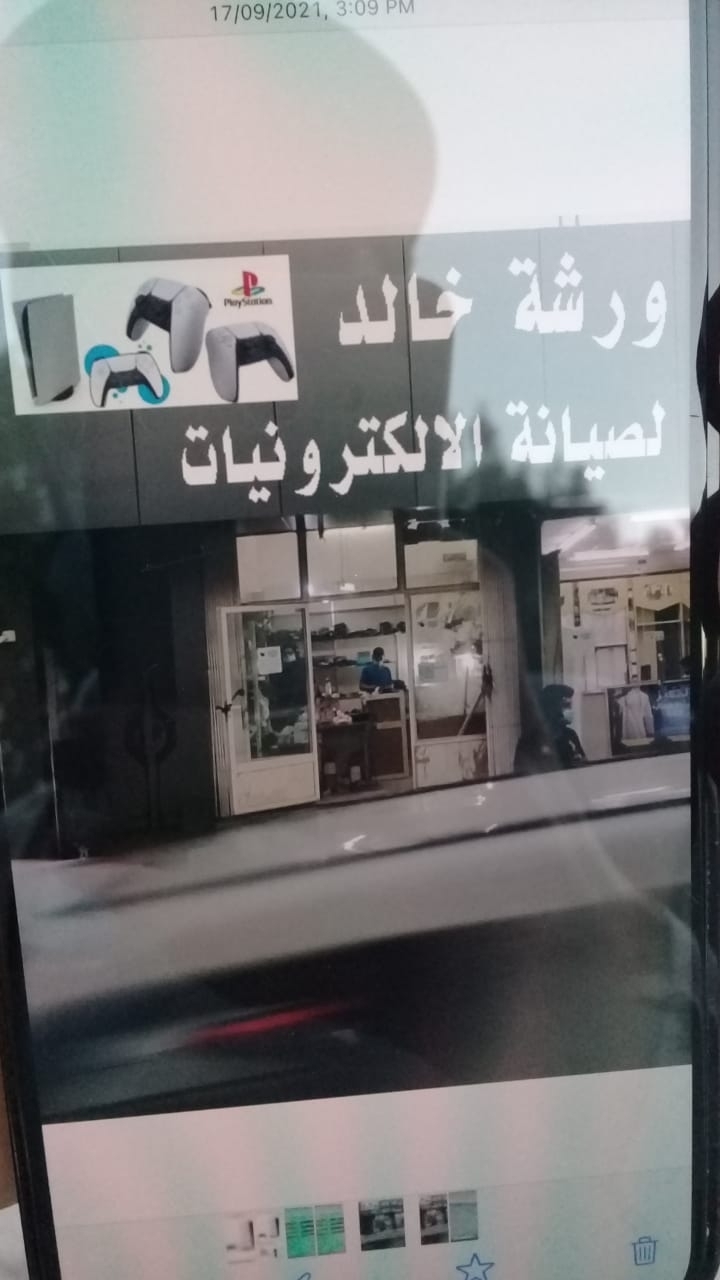 17/09/2021, 3:09 PM
ورشة خالد
PlayStation
لصيانة الالكترونيات